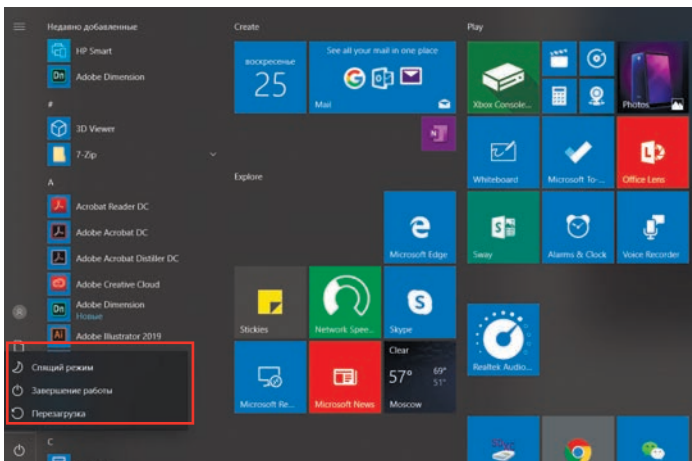 Недавно добавленные
HP Smart
Adobe Dimension
#
3D Viewer
7-Zip
A
Acrobat Reader DC
Adobe Acrobat DC
Adobe Acrobat Distiller DC
Adobe Creative Cloud
Adobe Dimension
Новые
Adobe Illustrator 2019
Спящий режим
Завершение работы
Перезагрузка
C
Create
воскресенье
25
See all your mail in one place
Mail
Explore
Microsoft Edge
Stickies
Network Spee...
Skype
Microsoft Re...
Microsoft News
Clear
57° 69°
51°
Moscow
Play
Xbox Console...
Photos
Whiteboard
Microsoft To-...
Office Lens
Sway
Alarms & Clock
Voice Recorder
Realtek Audio...